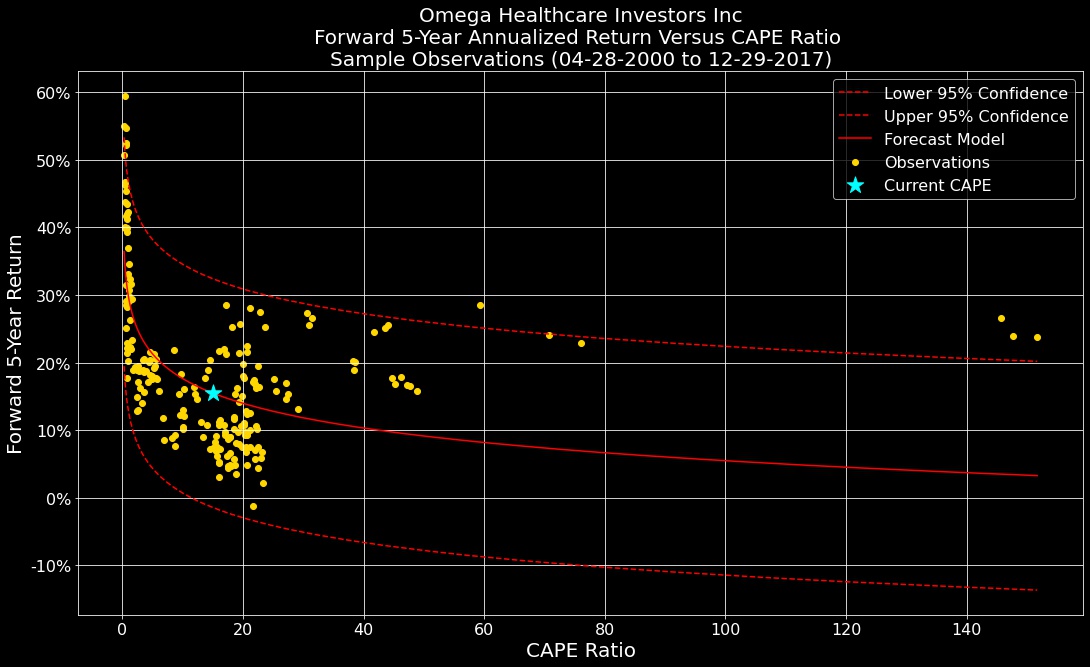 Omega Healthcare Investors Inc
Forward 5-Year Annualized Return Versus CAPE Ratio
Sample Observations (04-28-2000 to 12-29-2017)
Lower 95% Confidence
Upper 95% Confidence
Forecast Model
Observations
Current CAPE
Forward 5-Year Return
60%
50%
40%
30%
20%
10%
0%
-10%
0 20 40 60 80 100 120 140
CAPE Ratio